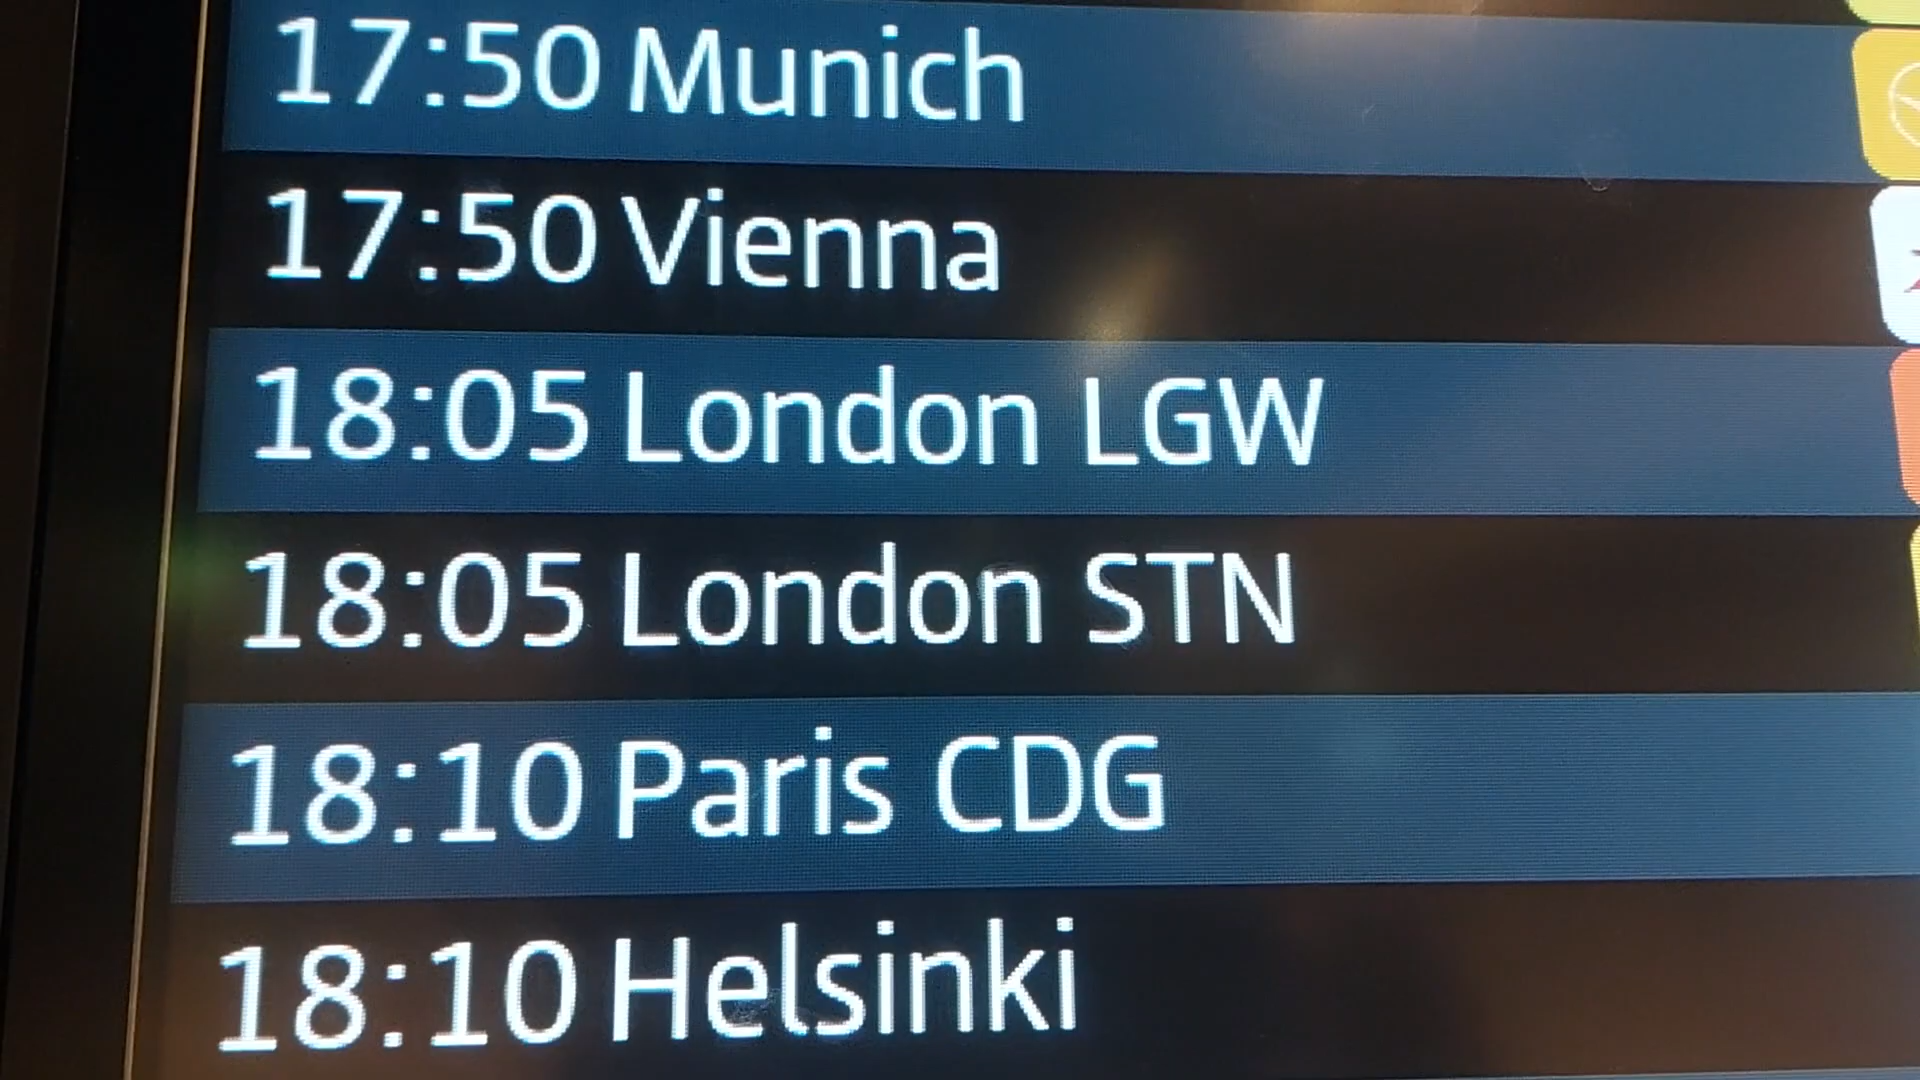 17:50 Munich
17:50 Vienna
18:05 London LGW
18:05 London STN
18:10 Paris CDG
18:10 Helsinki